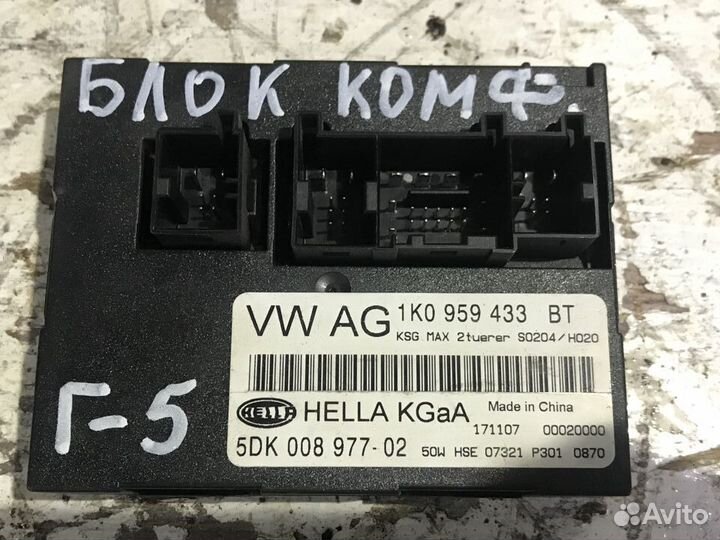 БЛОК КОМФ.
VW AG 1K0 959 433 BT
KSG MAX 2tuerer S0204/H020
Г-5
HELLA HELLA KGaA Made in China
171107 00020000
5DK 008 977-02 50W HSE 07321 P301 0870
Avito